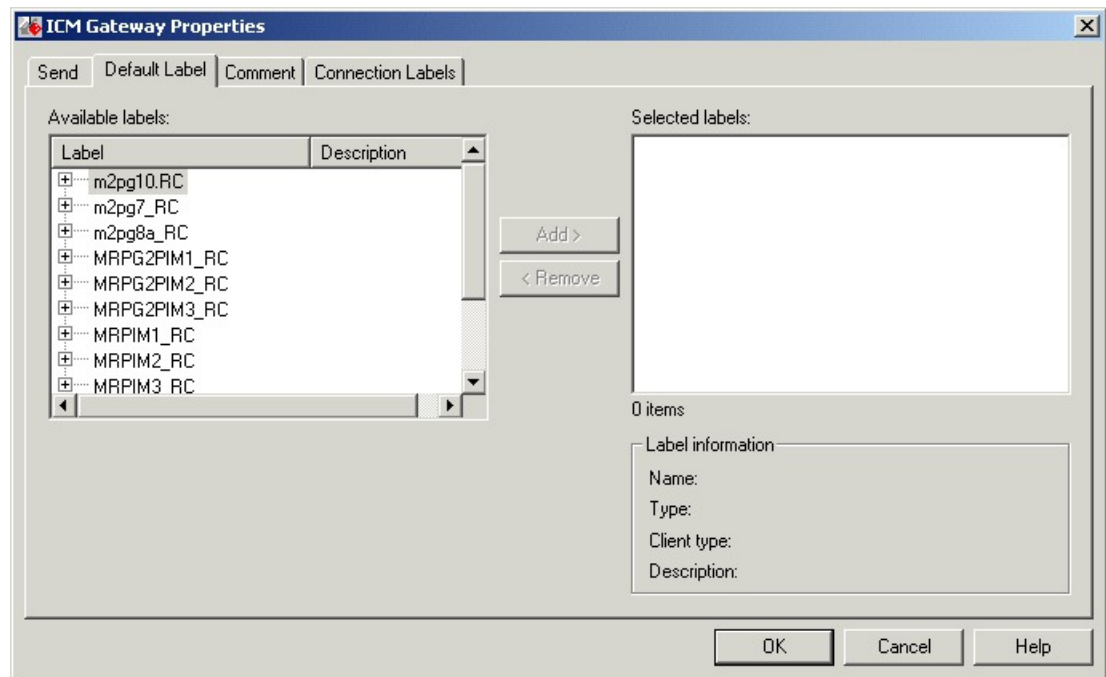 ICM Gateway Properties
Send Default Label Comment Connection Labels
Available labels:
Label Description
m2pg10.RC
m2pg7_RC
m2pg8a_RC
MRPG2PIM1_RC
MRPG2PIM2_RC
MRPG2PIM3_RC
MRPIM1_RC
MRPIM2_RC
MRPIM3_RC
Add >
< Remove
Selected labels:
0 items
Label information
Name:
Type:
Client type:
Description:
OK Cancel Help